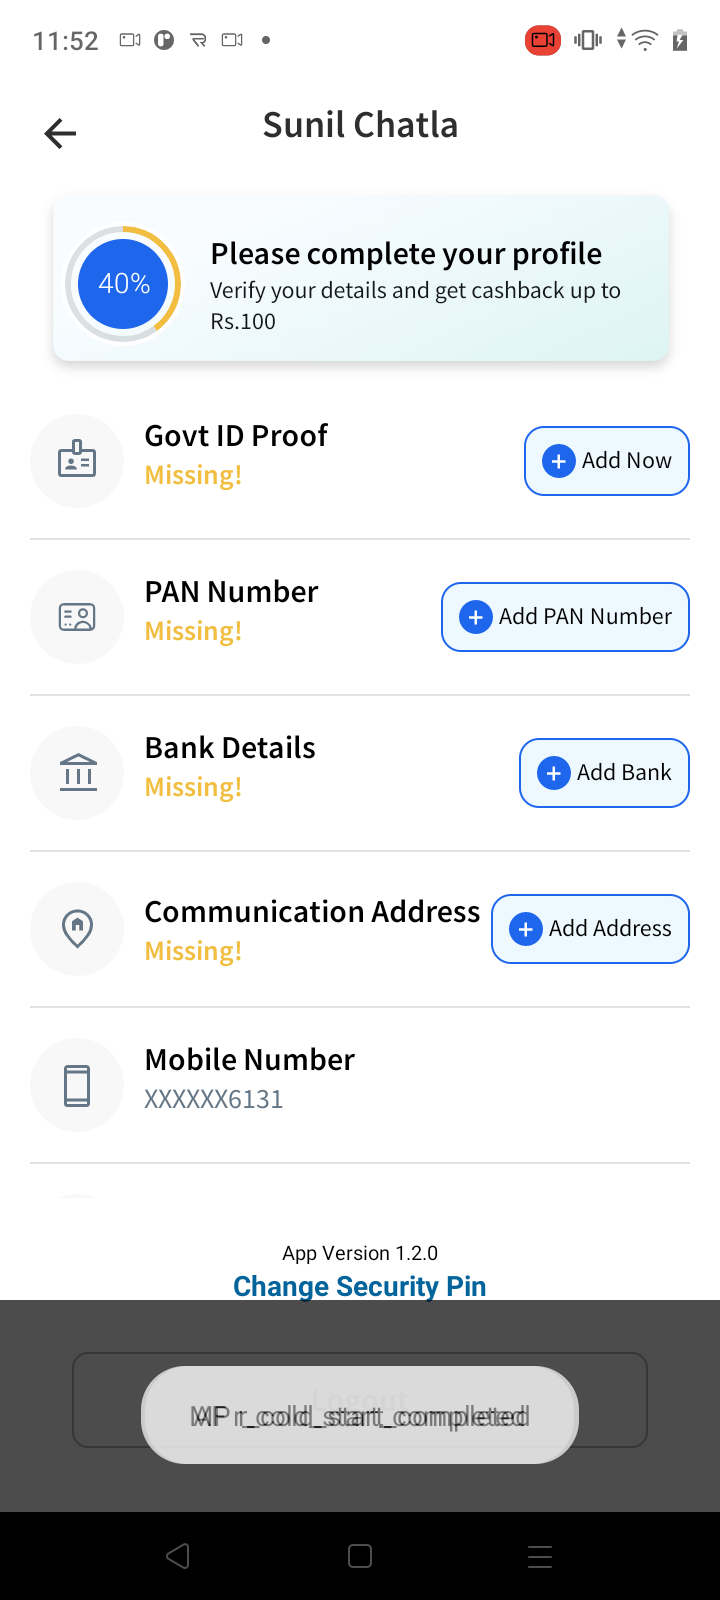 11:52
Sunil Chatla
40%
Please complete your profile
Verify your details and get cashback up to
Rs.100
Govt ID Proof
Missing!
Add Now
PAN Number
Missing!
Add PAN Number
Bank Details
Missing!
Add Bank
Communication Address
Missing!
Add Address
Mobile Number
XXXXXX6131
App Version 1.2.0
Change Security Pin
Logout
_cold_start_completed